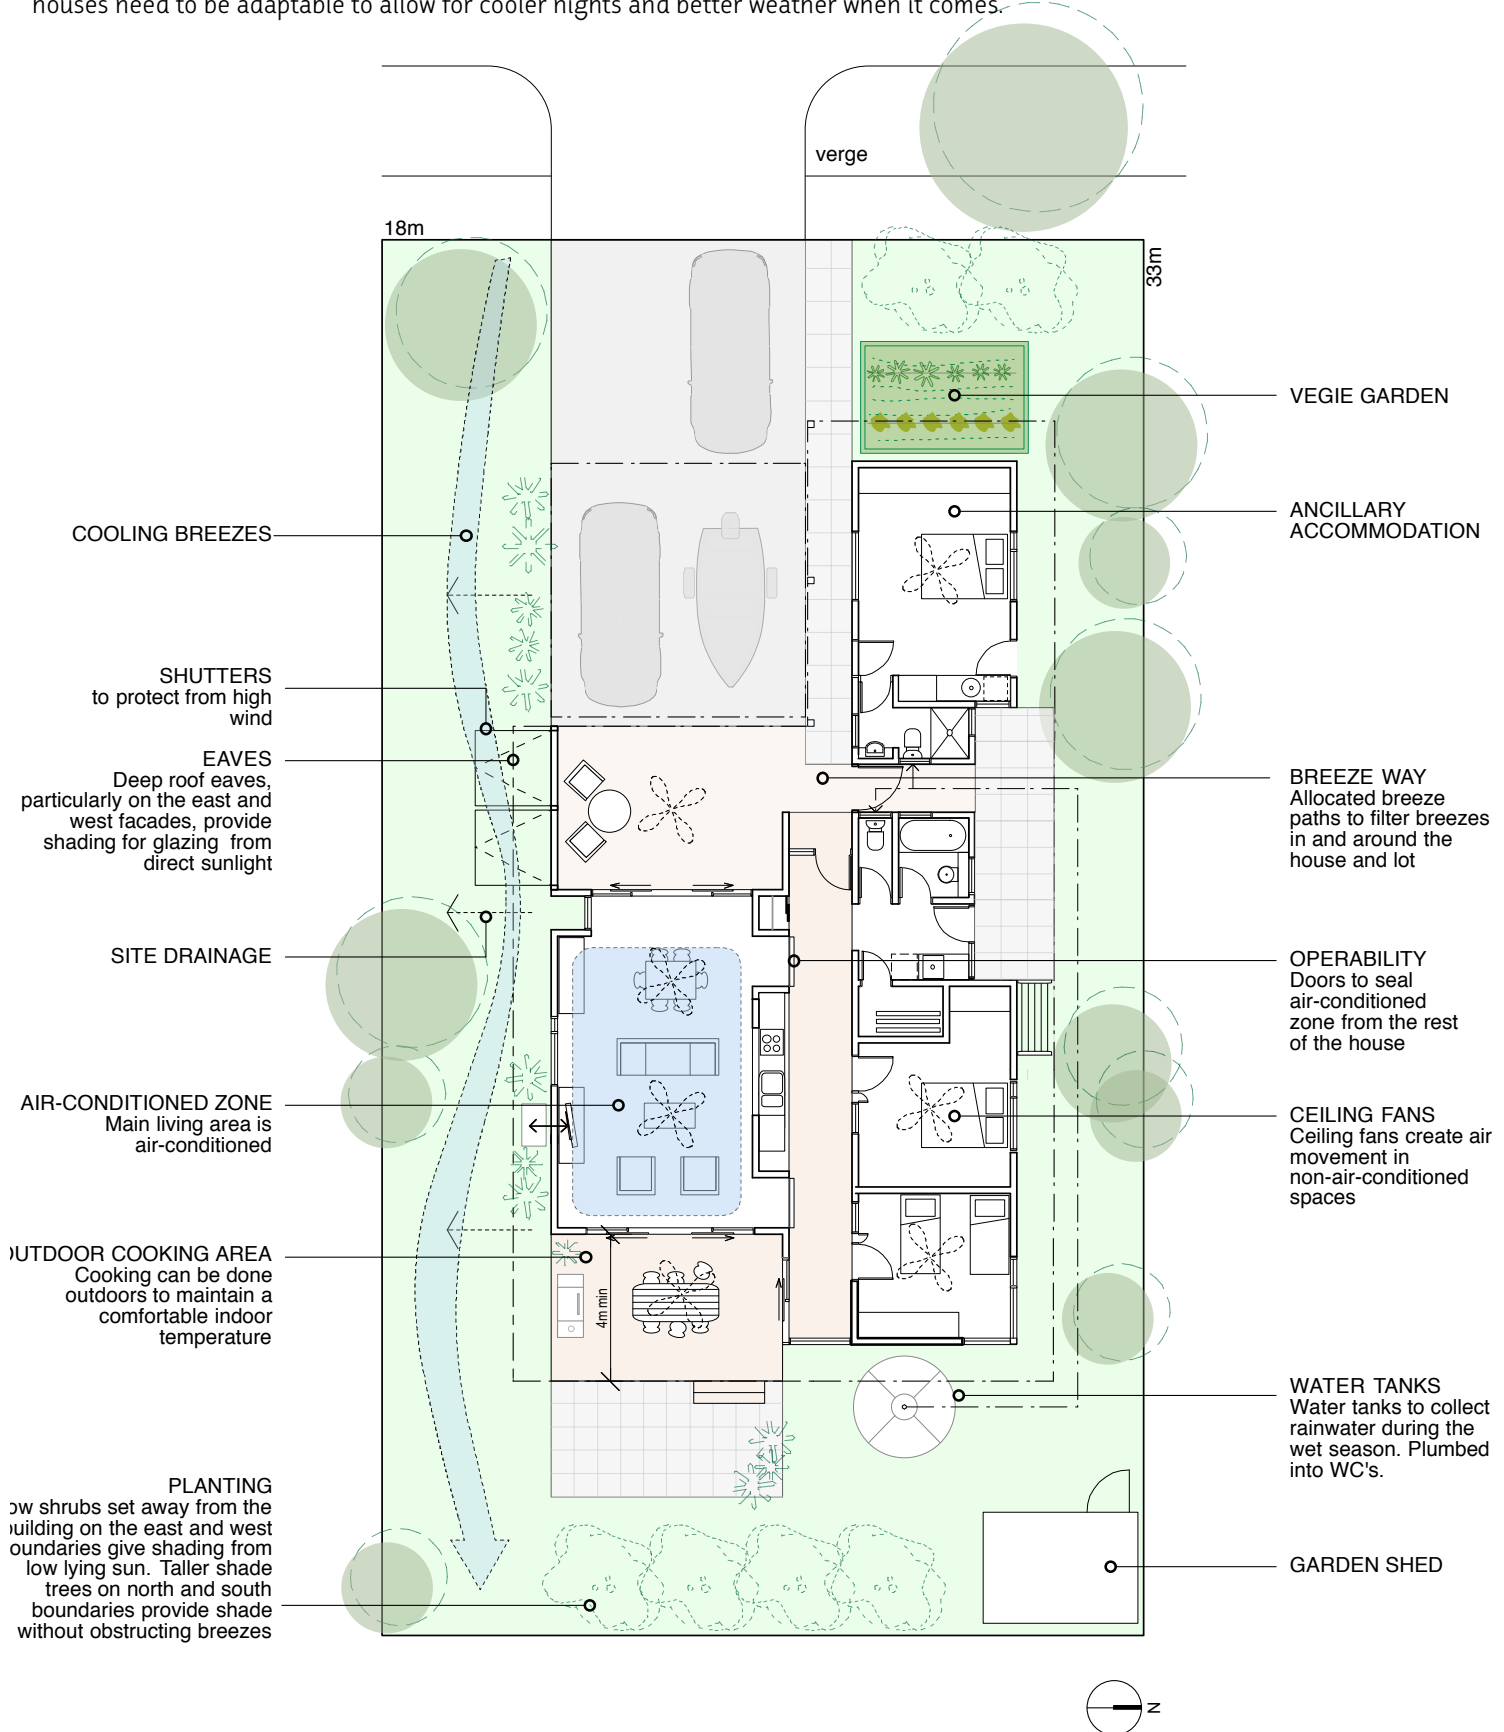 houses need to be adaptable to allow for cooler nights and better weather when it comes.
verge
18m
33m
VEGIE GARDEN
ANCILLARY
ACCOMMODATION
COOLING BREEZES
SHUTTERS
to protect from high
wind
EAVES
Deep roof eaves,
particularly on the east and
west facades, provide
shading for glazing from
direct sunlight
BREEZE WAY
Allocated breeze
paths to filter breezes
in and around the
house and lot
SITE DRAINAGE
OPERABILITY
Doors to seal
air-conditioned
zone from the rest
of the house
AIR-CONDITIONED ZONE
Main living area is
air-conditioned
CEILING FANS
Ceiling fans create air
movement in
non-air-conditioned
spaces
OUTDOOR COOKING AREA
Cooking can be done
outdoors to maintain a
comfortable indoor
temperature
4m min
WATER TANKS
Water tanks to collect
rainwater during the
wet season. Plumbed
into WC's.
PLANTING
ow shrubs set away from the
building on the east and west
oundaries give shading from
low lying sun. Taller shade
trees on north and south
boundaries provide shade
without obstructing breezes
GARDEN SHED
N